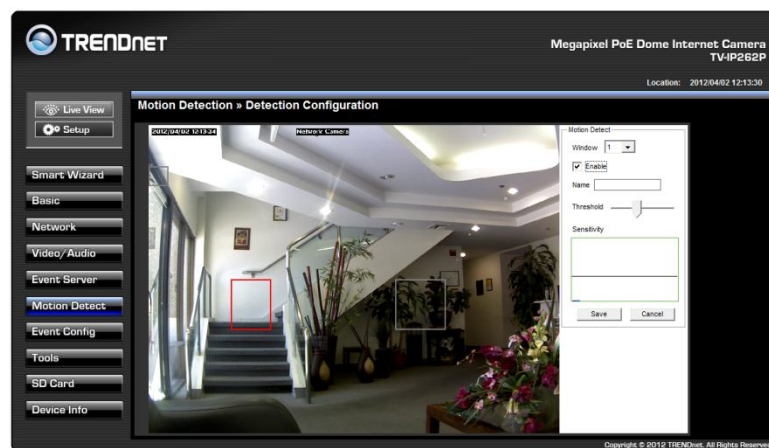 TRENDNET
Megapixel PoE Dome Internet Camera
TV-IP262P
Location: 2012/04/02 12:13:30
Live View
Setup
Smart Wizard
Basic
Network
Video/Audio
Event Server
Motion Detect
Event Config
Tools
SD Card
Device Info
Motion Detection » Detection Configuration
2012/04/02 12:13:34
Network Camera
Motion Detect
Window 1
Enable
Name
Threshold
Sensitivity
Save Cancel
Copyright © 2012 TRENDnet. All Rights Reserved.